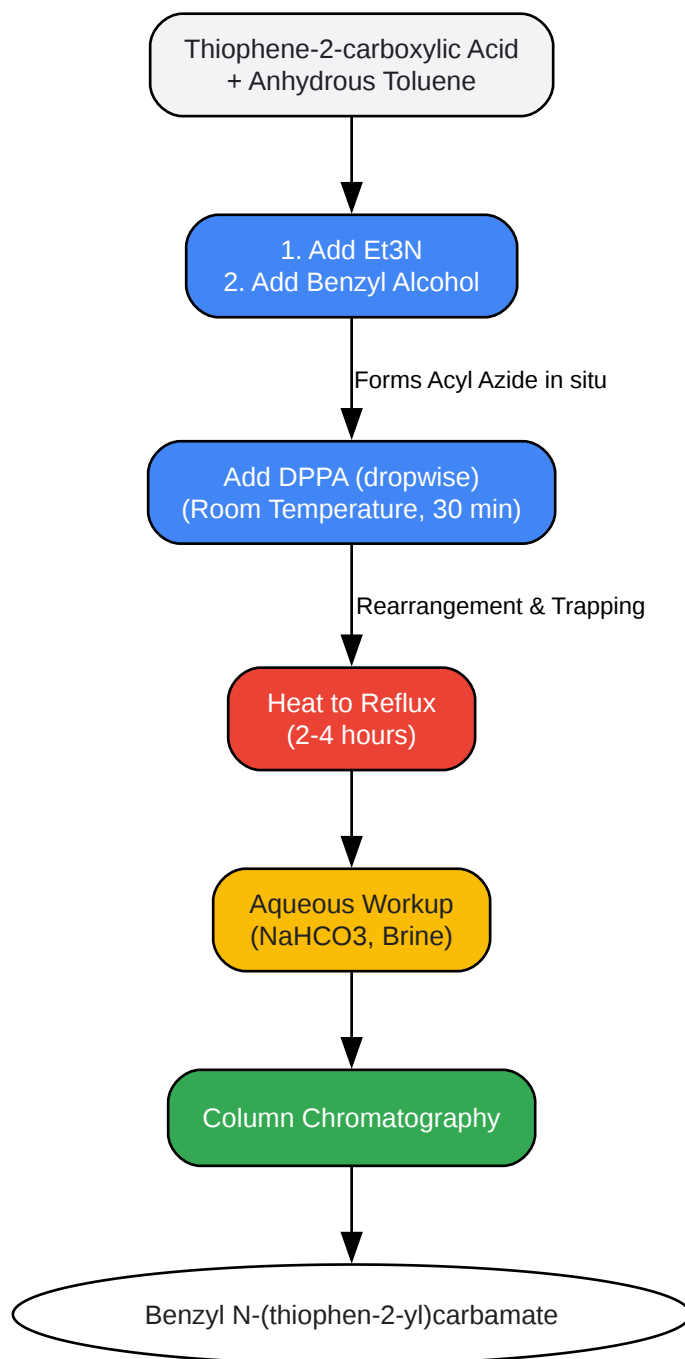 Thiophene-2-carboxylic Acid
+ Anhydrous Toluene
1. Add Et3N
2. Add Benzyl Alcohol
Forms Acyl Azide in situ
Add DPPA (dropwise)
(Room Temperature, 30 min)
Rearrangement & Trapping
Heat to Reflux
(2-4 hours)
Aqueous Workup
(NaHCO3, Brine)
Column Chromatography
Benzyl N-(thiophen-2-yl)carbamate